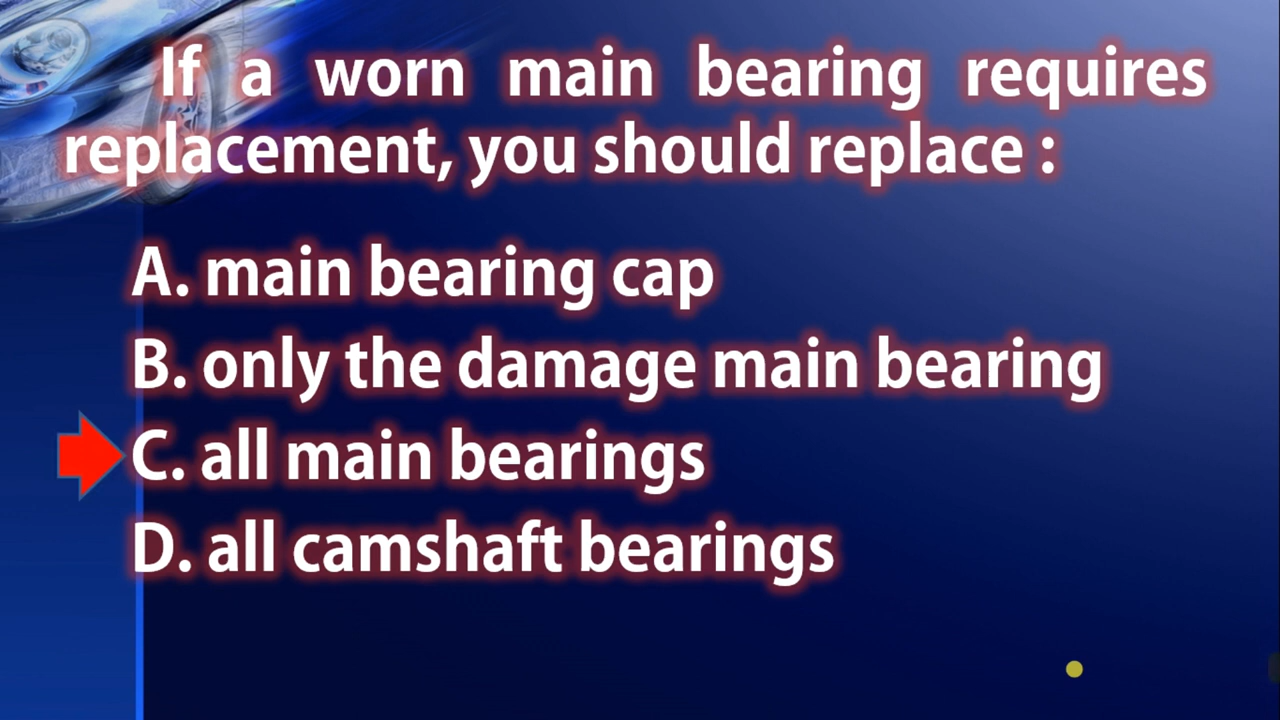 If a worn main bearing requires
replacement, you should replace :
A. main bearing cap
B. only the damage main bearing
C. all main bearings
D. all camshaft bearings